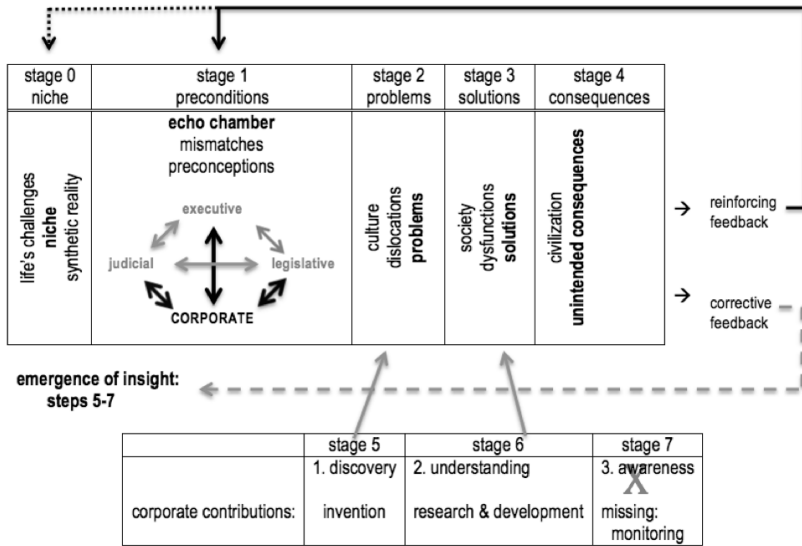 stage 0
niche
stage 1
preconditions
stage 2
problems
stage 3
solutions
stage 4
consequences
life's challenges
niche
synthetic reality
echo chamber
mismatches
preconceptions
executive
judicial
legislative
CORPORATE
culture
dislocations
problems
society
dysfunctions
solutions
civilization
unintended consequences
reinforcing
feedback
corrective
feedback
emergence of insight:
steps 5-7
stage 5
stage 6
stage 7
1. discovery
2. understanding
3. awareness
X
corporate contributions:
invention
research & development
missing:
monitoring